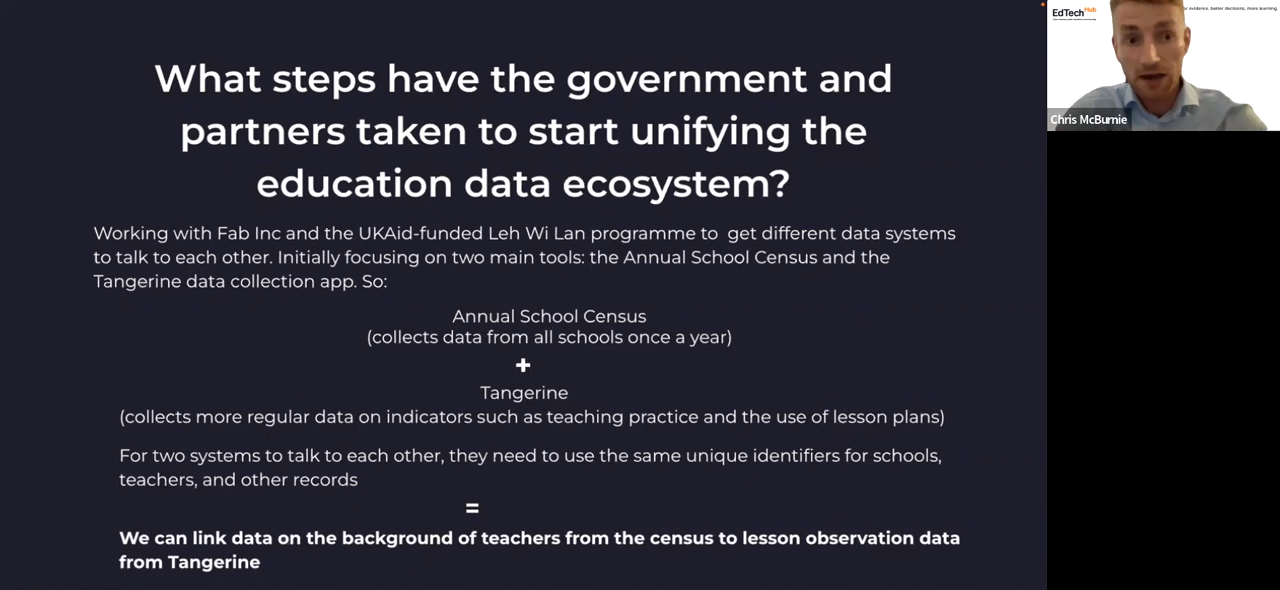 What steps have the government and
partners taken to start unifying the
education data ecosystem?
Working with Fab Inc and the UKAid-funded Leh Wi Lan programme to  get different data systems
to talk to each other. Initially focusing on two main tools: the Annual School Census and the
Tangerine data collection app. So:
Annual School Census
(collects data from all schools once a year)
+
Tangerine
(collects more regular data on indicators such as teaching practice and the use of lesson plans)
For two systems to talk to each other, they need to use the same unique identifiers for schools,
teachers, and other records
=
We can link data on the background of teachers from the census to lesson observation data
from Tangerine
EdTech Hub
evidence, better decisions, more learning.
Chris McBurnie